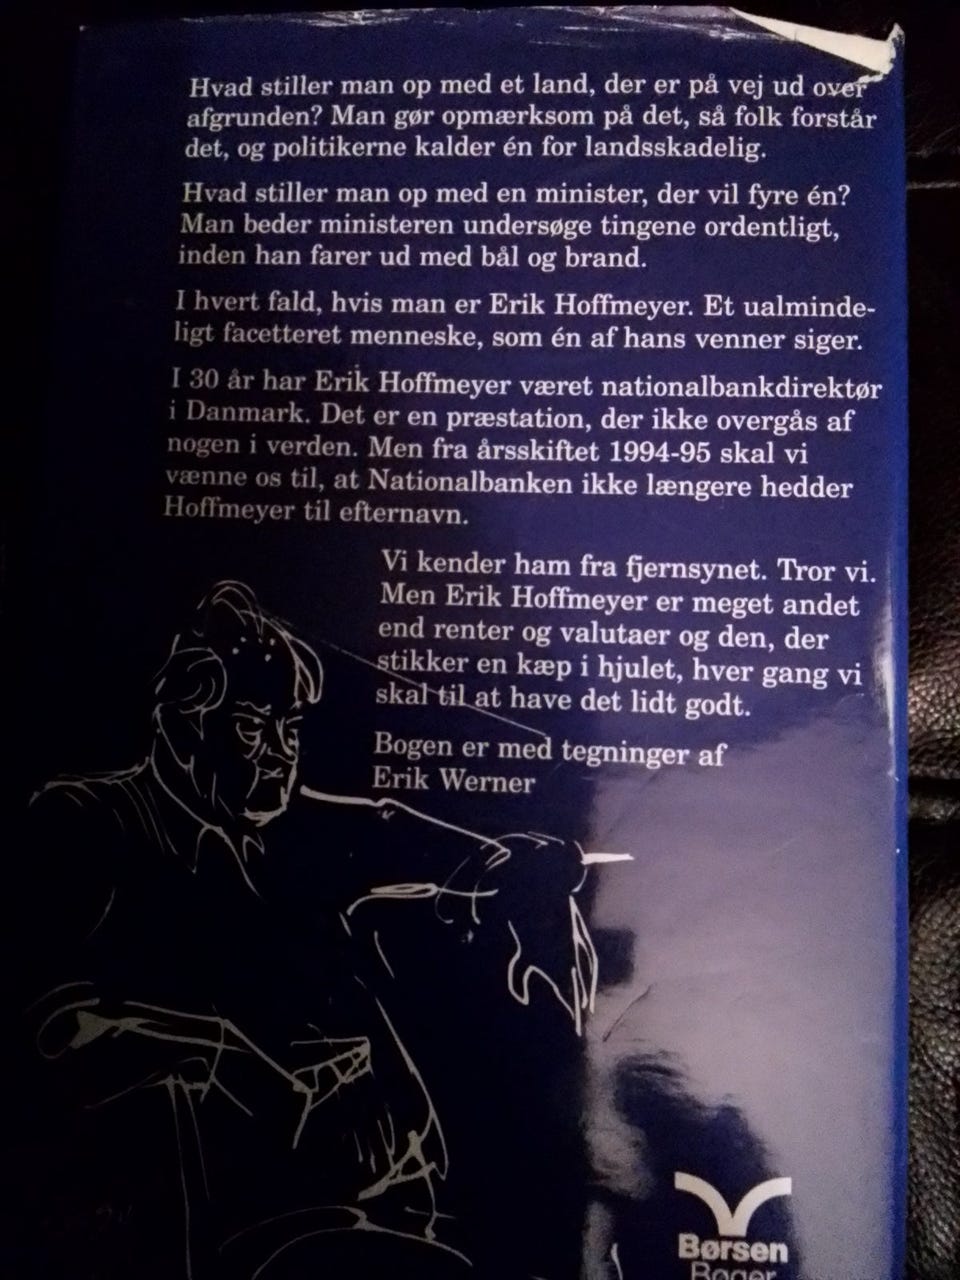 Hvad stiller man op med et land, der er på vej ud over
afgrunden? Man gør opmærksom på det, så folk forstår
det, og politikerne kalder én for landsskadelig.
Hvad stiller man op med en minister, der vil fyre én?
Man beder ministeren undersøge tingene ordentligt,
inden han farer ud med bål og brand.
I hvert fald, hvis man er Erik Hoffmeyer. Et ualminde-
ligt facetteret menneske, som én af hans venner siger.
I 30 år har Erik Hoffmeyer været nationalbankdirektør
i Danmark. Det er en præstation, der ikke overgås af
nogen i verden. Men fra årsskiftet 1994-95 skal vi
vænne os til, at Nationalbanken ikke længere hedder
Hoffmeyer til efternavn.
Vi kender ham fra fjernsynet. Tror vi.
Men Erik Hoffmeyer er meget andet
end renter og valutaer og den, der
stikker en kæp i hjulet, hver gang vi
skal til at have det lidt godt.
Bogen er med tegninger af
Erik Werner
Børsen
Bøger